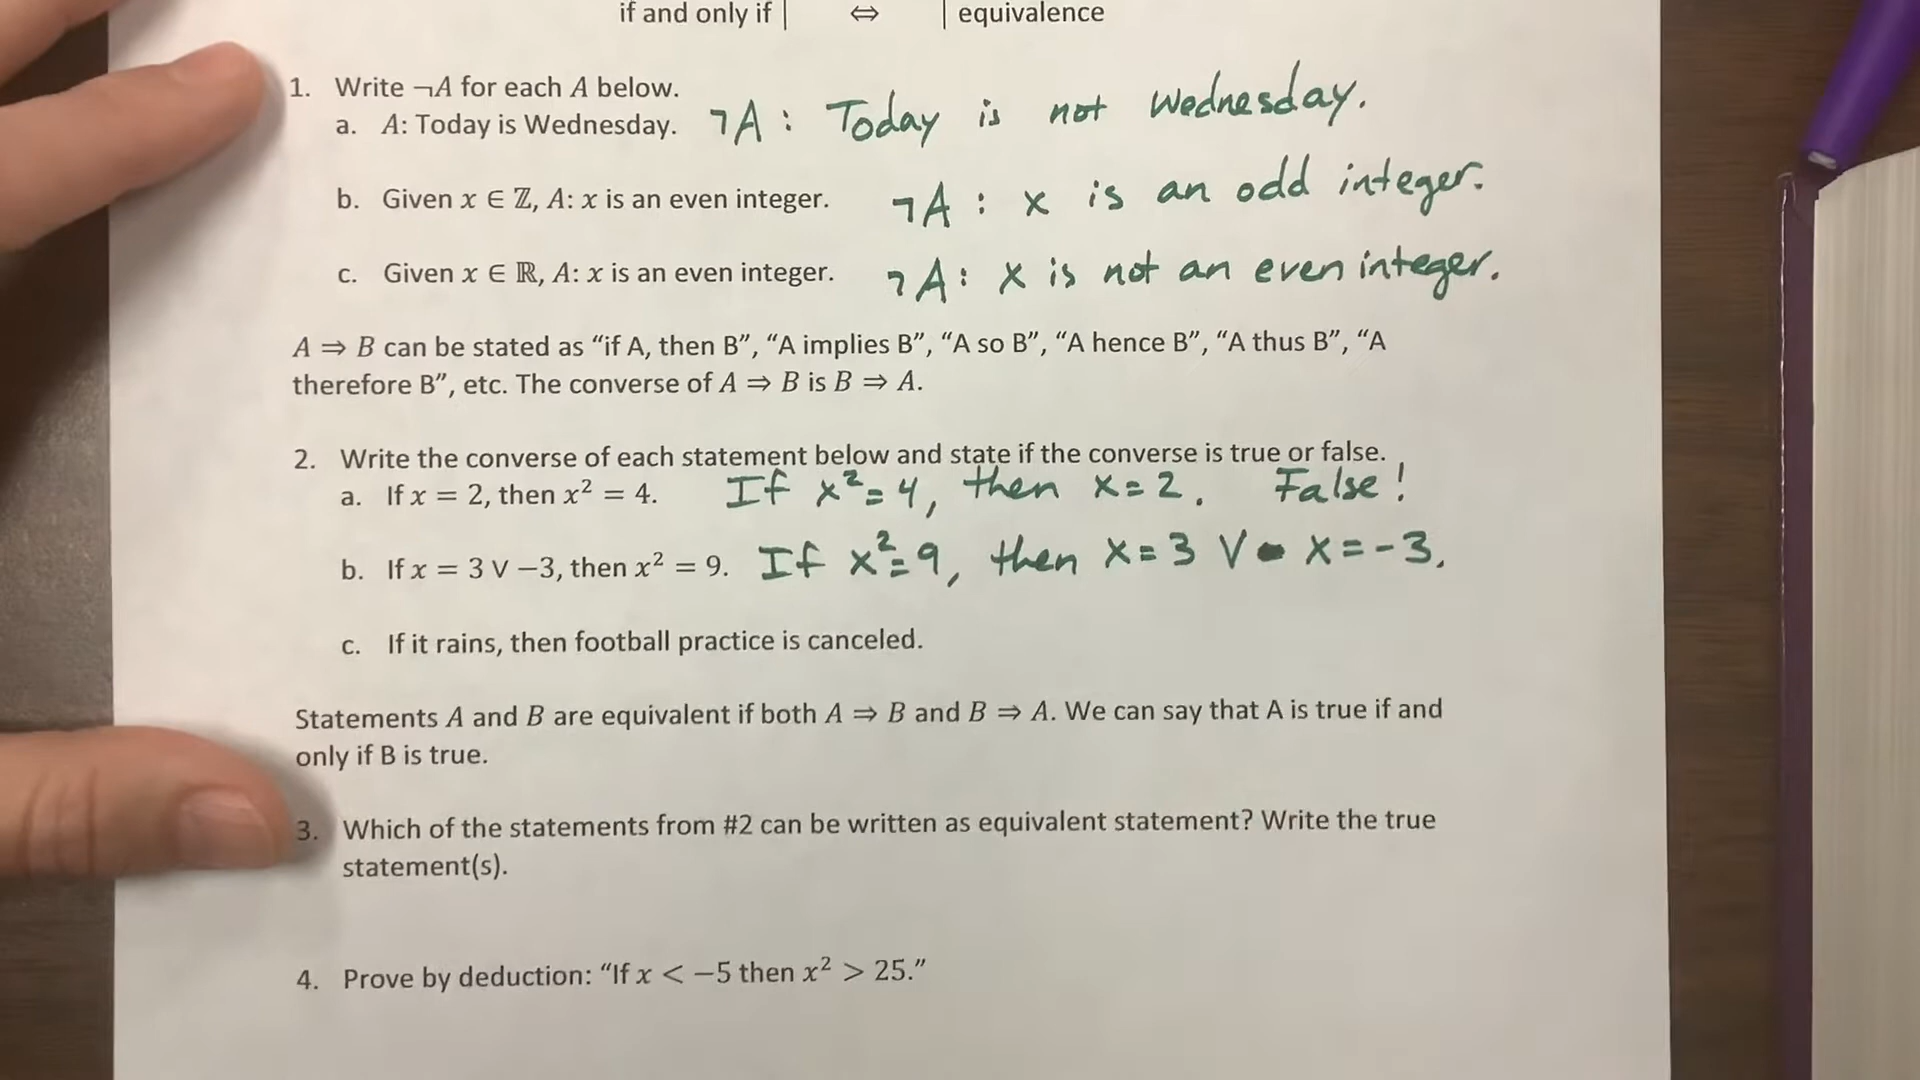 if and only if | ⇔ | equivalence
1. Write ¬A for each A below.
a. A: Today is Wednesday. ¬A : Today is not Wednesday.
b. Given x ∈ ℤ, A: x is an even integer. ¬A : x is an odd integer.
c. Given x ∈ ℝ, A: x is an even integer. ¬A: x is not an even integer.
A ⇒ B can be stated as “if A, then B”, “A implies B”, “A so B”, “A hence B”, “A thus B”, “A
therefore B”, etc. The converse of A ⇒ B is B ⇒ A.
2. Write the converse of each statement below and state if the converse is true or false.
a. If x = 2, then x² = 4. If x² = 4, then x = 2. False!
b. If x = 3 ∨ −3, then x² = 9. If x² = 9, then x = 3 ∨ x = -3.
c. If it rains, then football practice is canceled.
Statements A and B are equivalent if both A ⇒ B and B ⇒ A. We can say that A is true if and
only if B is true.
3. Which of the statements from #2 can be written as equivalent statement? Write the true
statement(s).
4. Prove by deduction: “If x < −5 then x² > 25.”